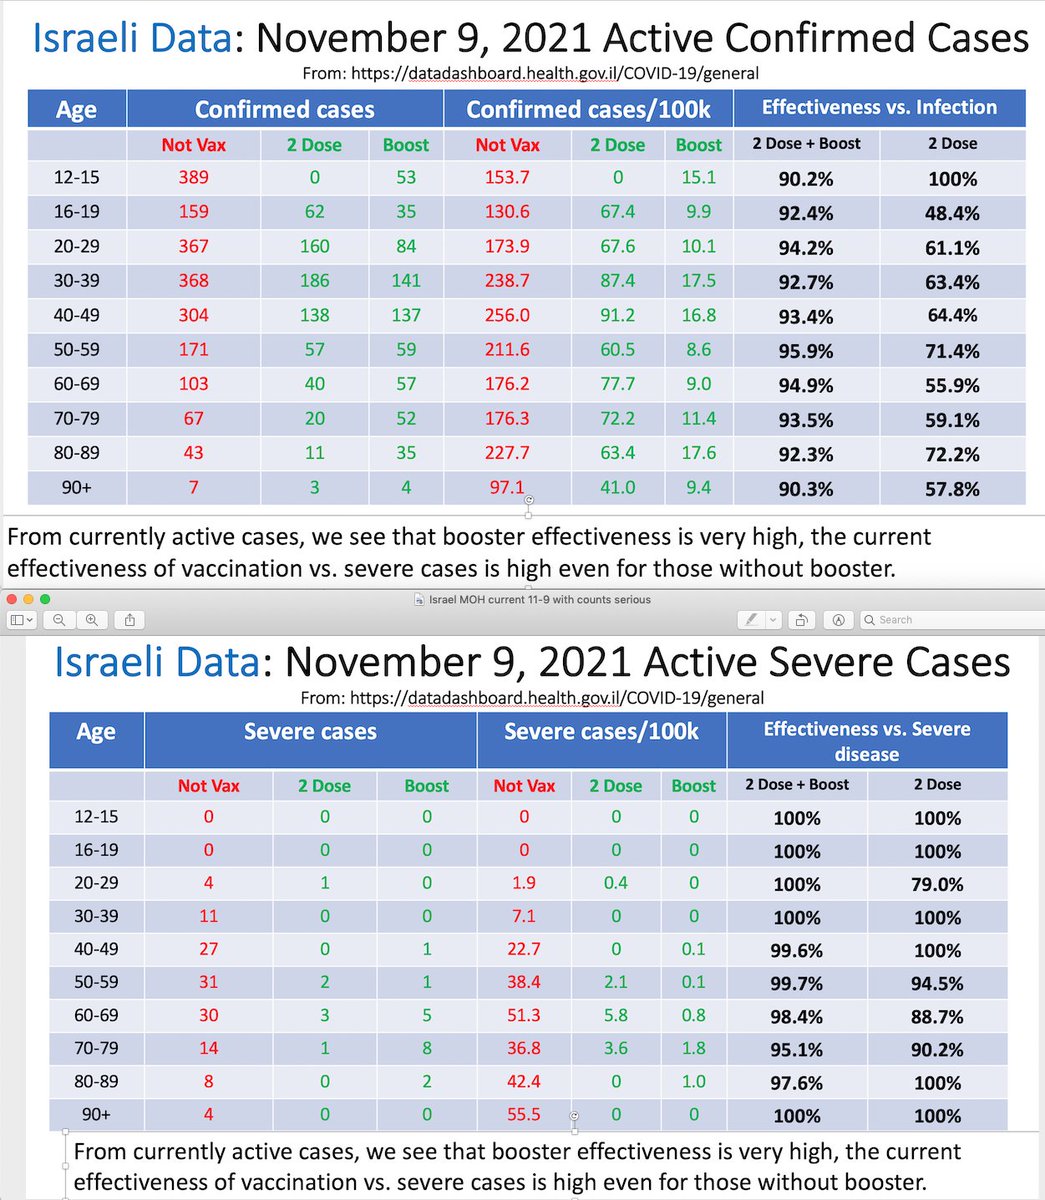 Israeli Data: November 9, 2021 Active Confirmed Cases
From: https://datadashboard.health.gov.il/COVID-19/general
Age Confirmed cases Confirmed cases/100k Effectiveness vs. Infection
Not Vax 2 Dose Boost Not Vax 2 Dose Boost 2 Dose + Boost 2 Dose
12-15 389 0 53 153.7 0 15.1 90.2% 100%
16-19 159 62 35 130.6 67.4 9.9 92.4% 48.4%
20-29 367 160 84 173.9 67.6 10.1 94.2% 61.1%
30-39 368 186 141 238.7 87.4 17.5 92.7% 63.4%
40-49 304 138 137 256.0 91.2 16.8 93.4% 64.4%
50-59 171 57 59 211.6 60.5 8.6 95.9% 71.4%
60-69 103 40 57 176.2 77.7 9.0 94.9% 55.9%
70-79 67 20 52 176.3 72.2 11.4 93.5% 59.1%
80-89 43 11 35 227.7 63.4 17.6 92.3% 72.2%
90+ 7 3 4 97.1 41.0 9.4 90.3% 57.8%
From currently active cases, we see that booster effectiveness is very high, the current
effectiveness of vaccination vs. severe cases is high even for those without booster.
Israel MOH current 11-9 with counts serious
Search
Israeli Data: November 9, 2021 Active Severe Cases
From: https://datadashboard.health.gov.il/COVID-19/general
Age Severe cases Severe cases/100k Effectiveness vs. Severe
disease
Not Vax 2 Dose Boost Not Vax 2 Dose Boost 2 Dose + Boost 2 Dose
12-15 0 0 0 0 0 0 100% 100%
16-19 0 0 0 0 0 0 100% 100%
20-29 4 1 0 1.9 0.4 0 100% 79.0%
30-39 11 0 0 7.1 0 0 100% 100%
40-49 27 0 1 22.7 0 0.1 99.6% 100%
50-59 31 2 1 38.4 2.1 0.1 99.7% 94.5%
60-69 30 3 5 51.3 5.8 0.8 98.4% 88.7%
70-79 14 1 8 36.8 3.6 1.8 95.1% 90.2%
80-89 8 0 2 42.4 0 1.0 97.6% 100%
90+ 4 0 0 55.5 0 0 100% 100%
From currently active cases, we see that booster effectiveness is very high, the current
effectiveness of vaccination vs. severe cases is high even for those without booster.